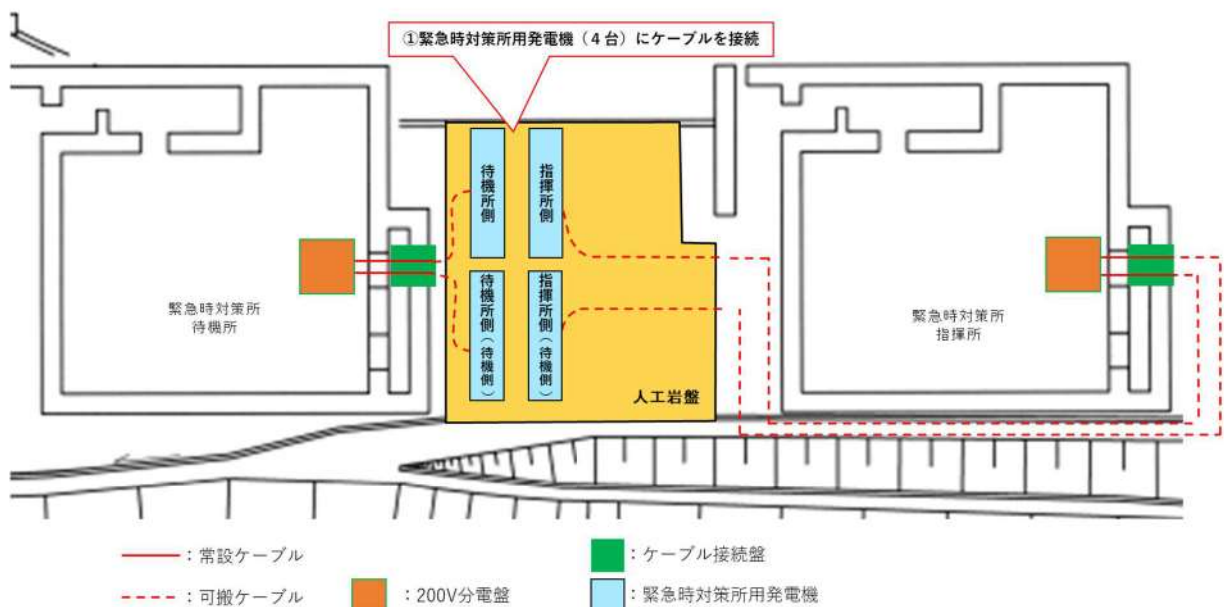 ①緊急時対策所用発電機（４台）にケーブルを接続
待機所側
指揮所側
待機所側（待機側）
指揮所側（待機側）
緊急時対策所
待機所
緊急時対策所
指揮所
人工岩盤
：常設ケーブル
：ケーブル接続盤
：可搬ケーブル
：200V分電盤
：緊急時対策所用発電機